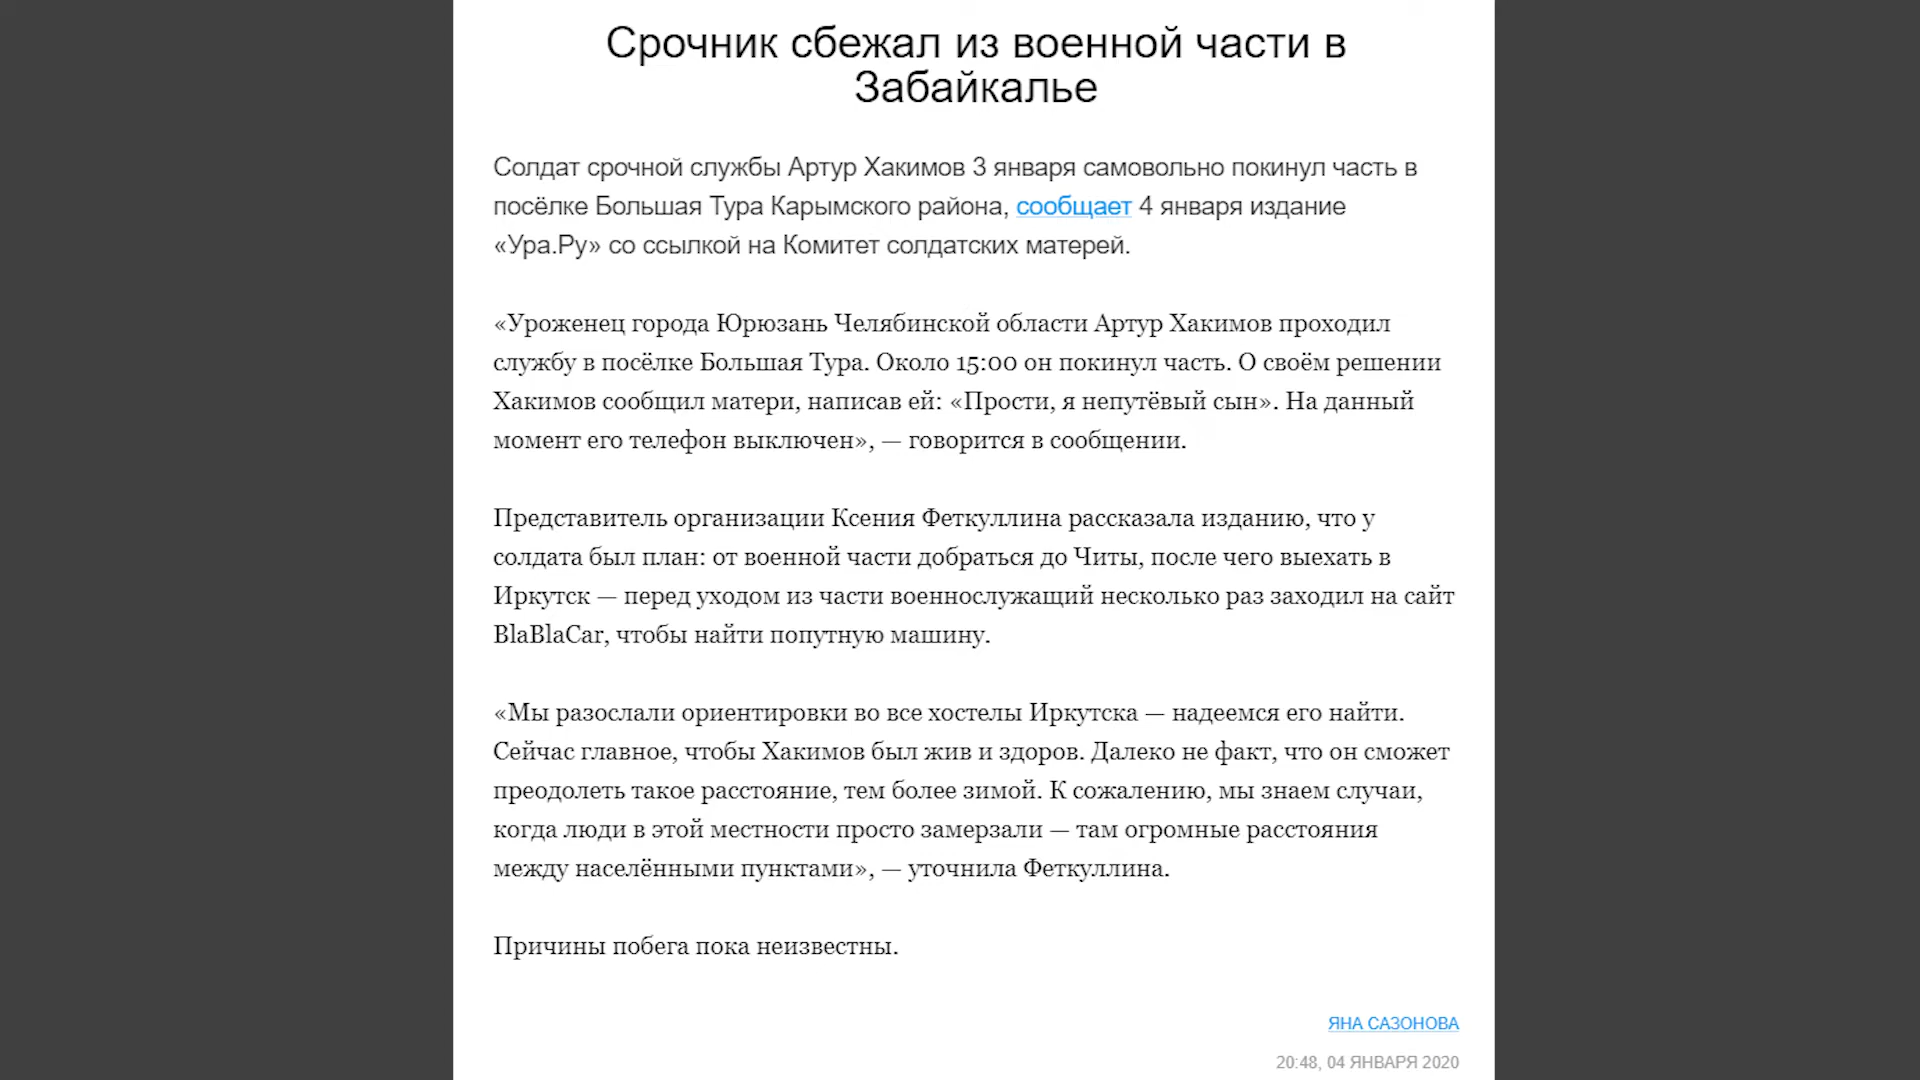 Срочник сбежал из военной части в
Забайкалье
Солдат срочной службы Артур Хакимов 3 января самовольно покинул часть в
посёлке Большая Тура Карымского района, сообщает 4 января издание
«Ура.Ру» со ссылкой на Комитет солдатских матерей.
«Уроженец города Юрюзань Челябинской области Артур Хакимов проходил
службу в посёлке Большая Тура. Около 15:00 он покинул часть. О своём решении
Хакимов сообщил матери, написав ей: «Прости, я непутёвый сын». На данный
момент его телефон выключен», — говорится в сообщении.
Представитель организации Ксения Феткуллина рассказала изданию, что у
солдата был план: от военной части добраться до Читы, после чего выехать в
Иркутск — перед уходом из части военнослужащий несколько раз заходил на сайт
BlaBlaCar, чтобы найти попутную машину.
«Мы разослали ориентировки во все хостелы Иркутска — надеемся его найти.
Сейчас главное, чтобы Хакимов был жив и здоров. Далеко не факт, что он сможет
преодолеть такое расстояние, тем более зимой. К сожалению, мы знаем случаи,
когда люди в этой местности просто замерзали — там огромные расстояния
между населёнными пунктами», — уточнила Феткуллина.
Причины побега пока неизвестны.
ЯНА САЗОНОВА
20:48, 04 ЯНВАРЯ 2020